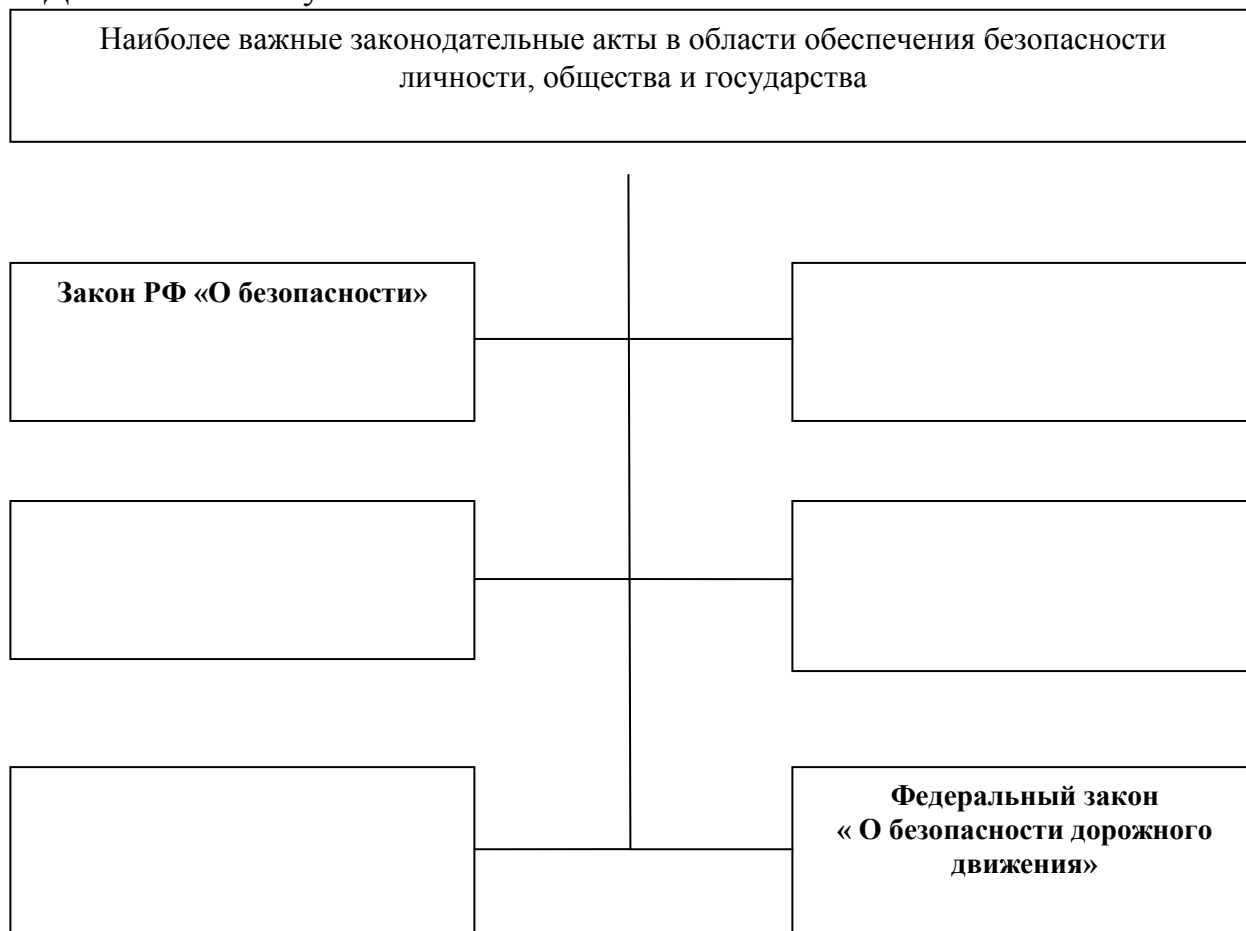 Наиболее важные законодательные акты в области обеспечения безопасности
личности, общества и государства
Закон РФ «О безопасности»
Федеральный закон
« О безопасности дорожного
движения»